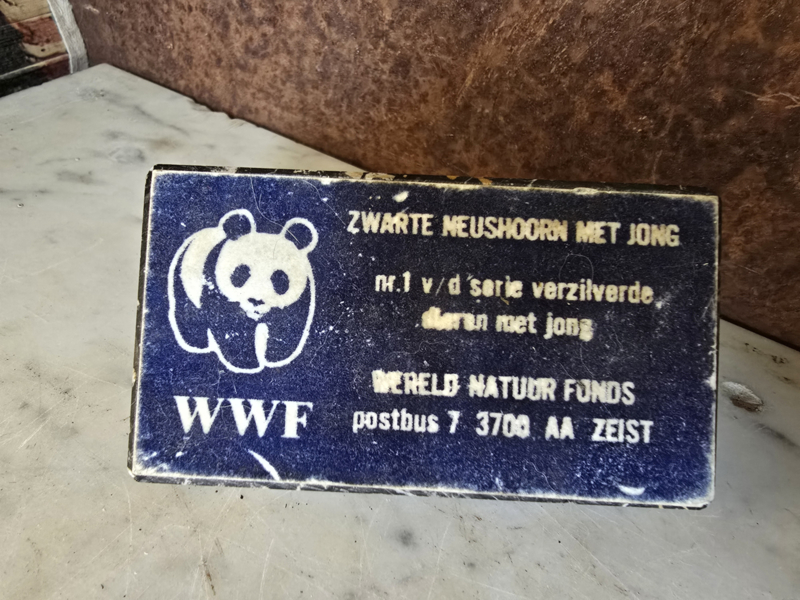 ZWARTE NEUSHOORN MET JONG
nr.1 v/d serie verzilverde
dieren met jong
WERELD NATUUR FONDS
postbus 7 3700 AA ZEIST
WWF